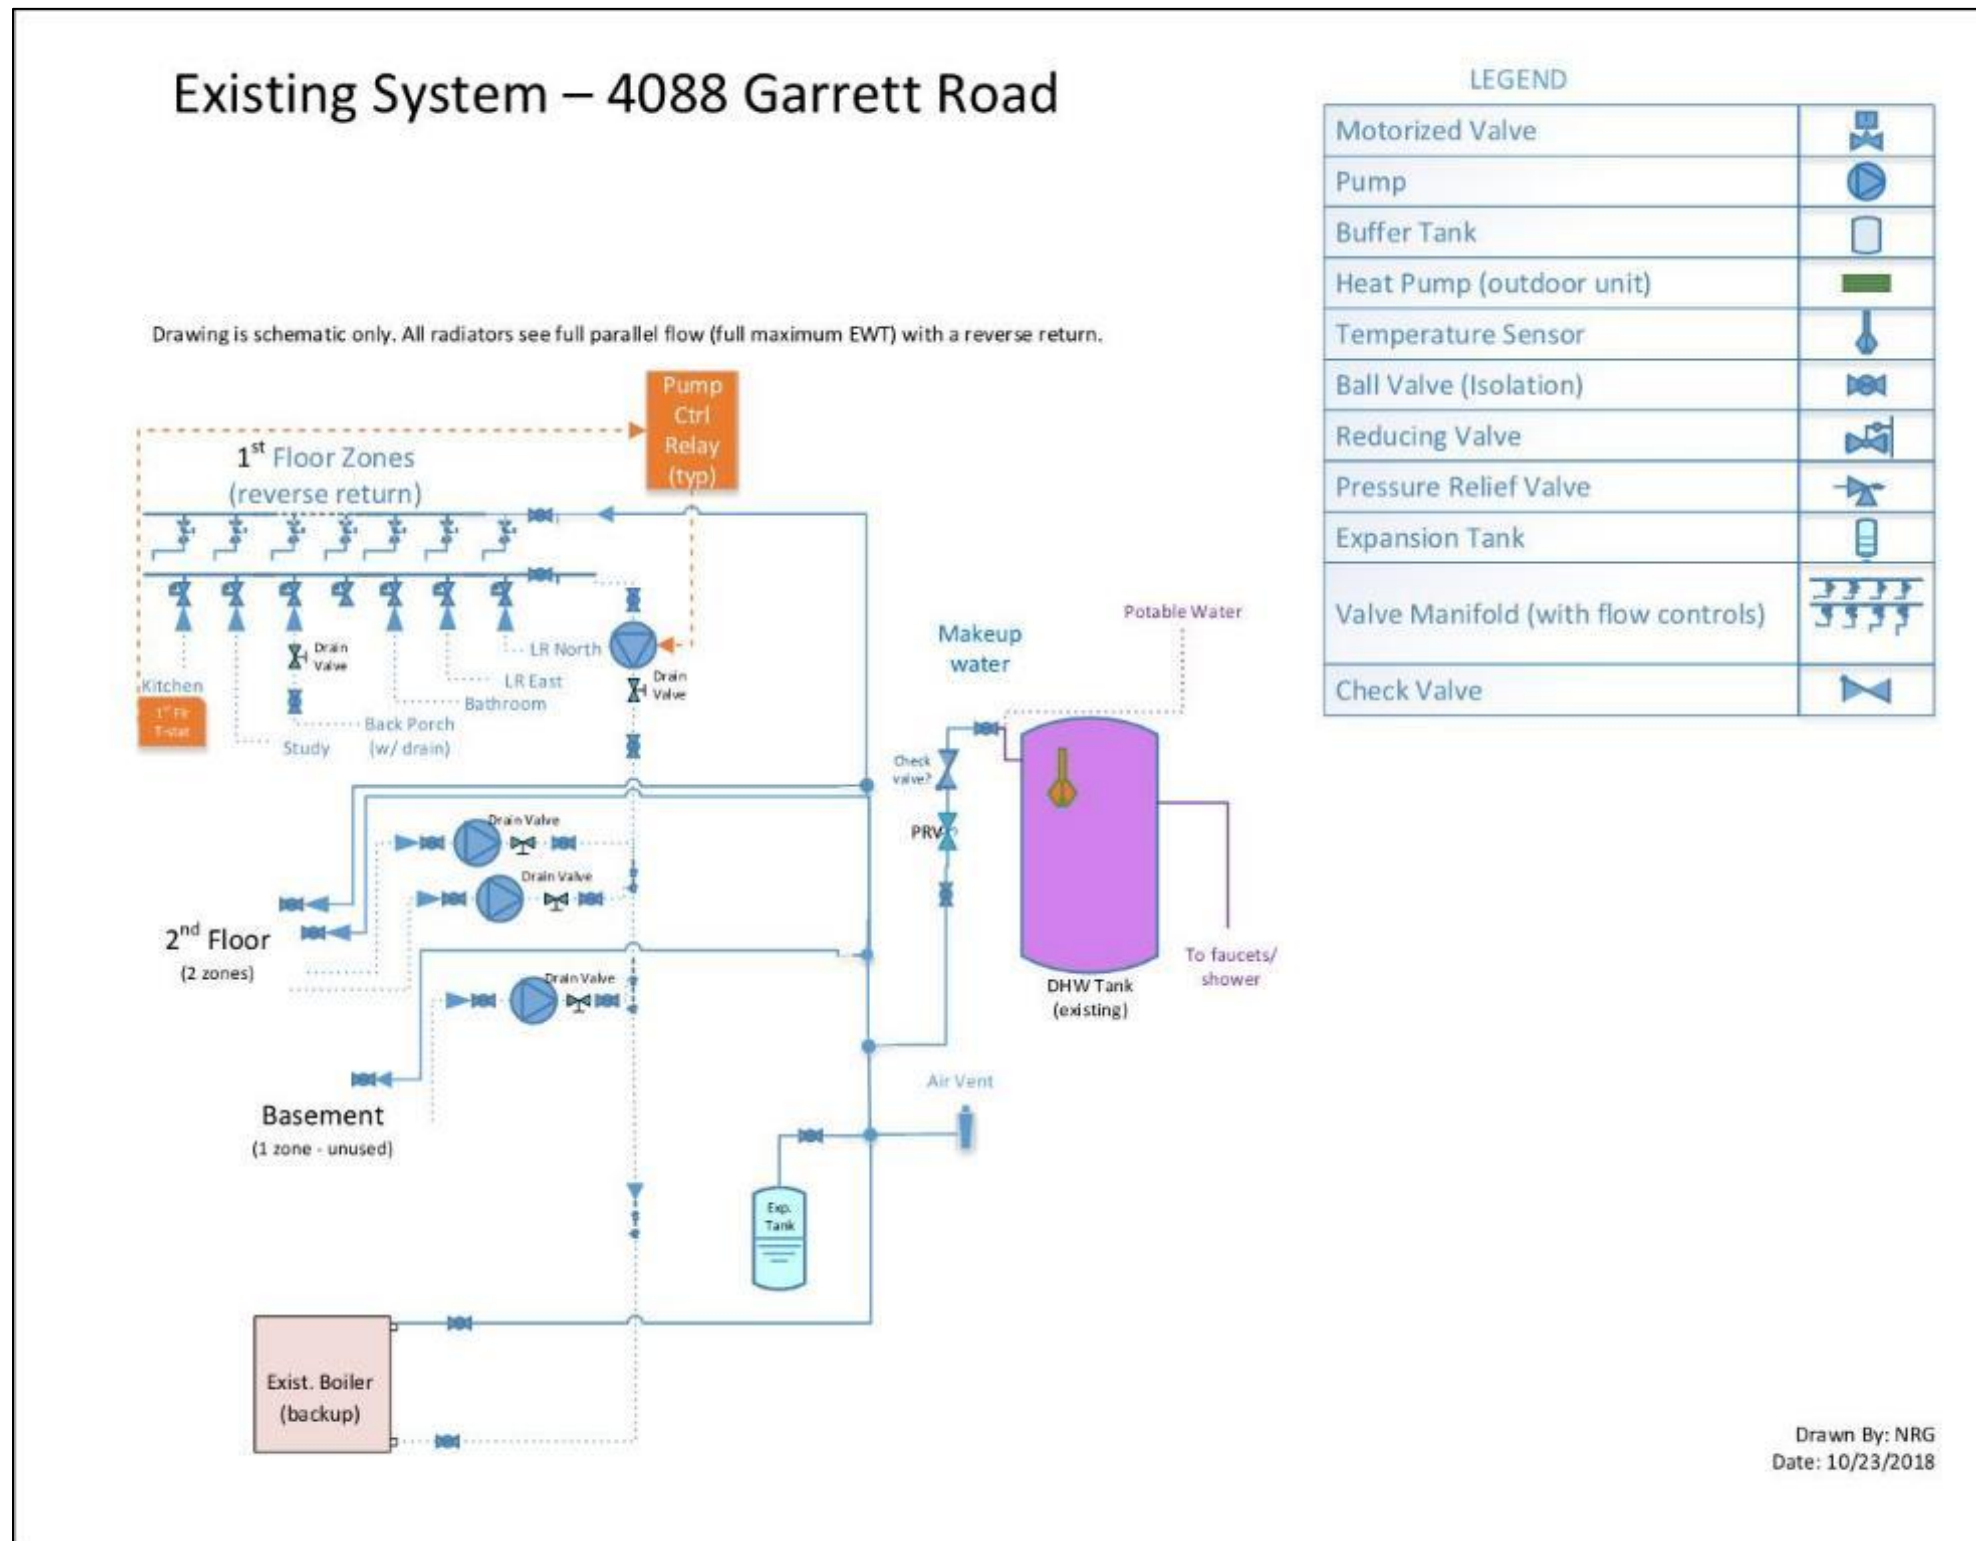 Existing System – 4088 Garrett Road
LEGEND
Motorized Valve
Pump
Buffer Tank
Heat Pump (outdoor unit)
Temperature Sensor
Ball Valve (Isolation)
Reducing Valve
Pressure Relief Valve
Expansion Tank
Valve Manifold (with flow controls)
Check Valve
Drawing is schematic only. All radiators see full parallel flow (full maximum EWT) with a reverse return.
Pump
Ctrl
Relay
(typ)
1st Floor Zones
(reverse return)
Drain
Valve
LR North
LR East
Bathroom
Back Porch
(w/ drain)
Study
Kitchen
1st Flr
T-stat
Drain
Valve
Makeup
water
Potable Water
Check
valve?
PRV
Drain Valve
Drain Valve
2nd Floor
(2 zones)
Drain Valve
To faucets/
shower
DHW Tank
(existing)
Air Vent
Basement
(1 zone - unused)
Exp.
Tank
Exist. Boiler
(backup)
Drawn By: NRG
Date: 10/23/2018